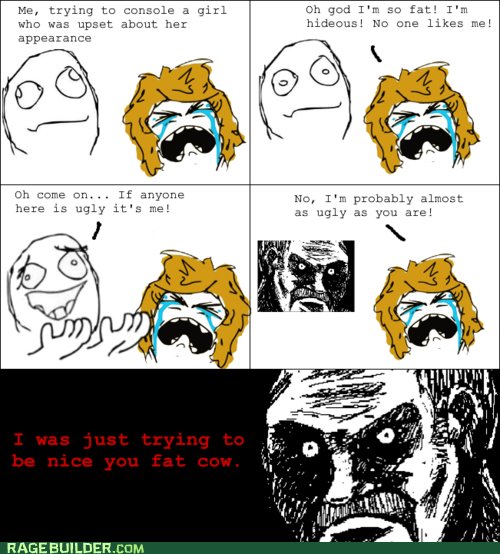 Me, trying to console a girl
who was upset about her
appearance
Oh god I'm so fat! I'm
hideous! No one likes me!
Oh come on... If anyone
here is ugly it's me!
No, I'm probably almost
as ugly as you are!
I was just trying to
be nice you fat cow.
RAGEBUILDER.COM